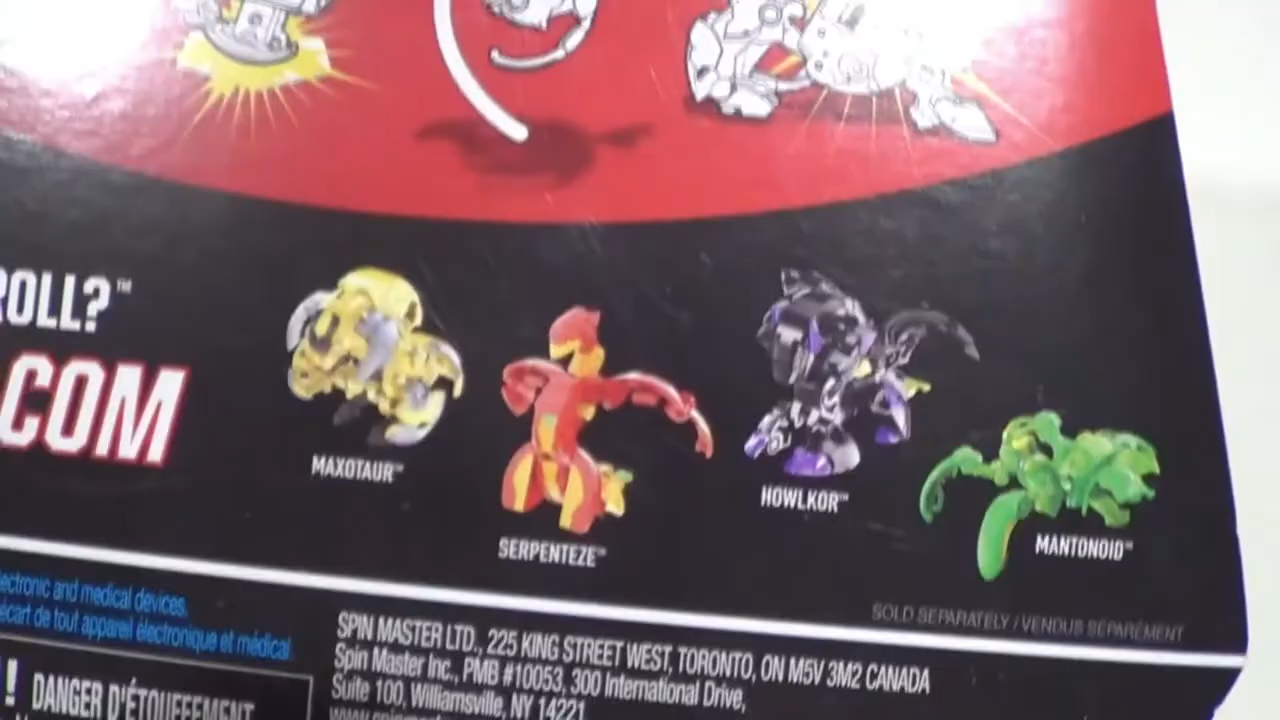 ROLL?™
.COM
MAXOTAUR™
SERPENTEZE™
HOWLKOR™
MANTONOID™
SOLD SEPARATELY / VENDUS SÉPARÉMENT
ectronic and medical devices.
écart de tout appareil électronique et médical.
! DANGER D'ÉTOUFFEMENT
SPIN MASTER LTD., 225 KING STREET WEST, TORONTO, ON M5V 3M2 CANADA
Spin Master Inc., PMB #10053, 300 International Drive,
Suite 100, Williamsville, NY 14221